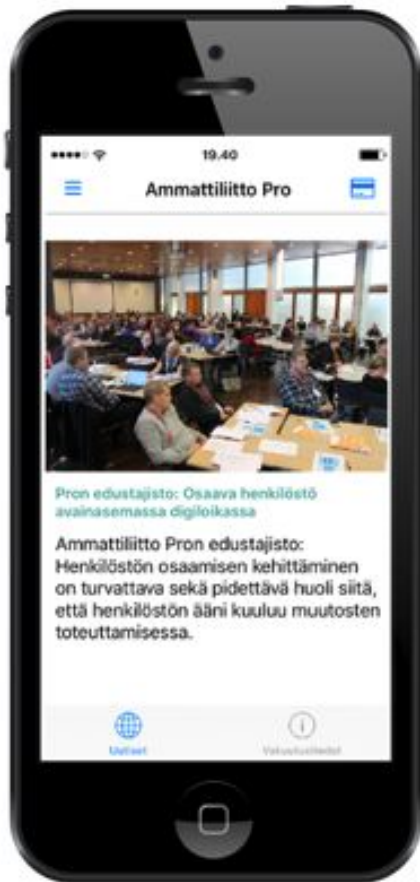 19.40
Ammattiliitto Pro
Pron edustajisto: Osaava henkilöstö
avainasemassa digiloikassa
Ammattiliitto Pron edustajisto:
Henkilöstön osaamisen kehittäminen
on turvattava sekä pidettävä huoli siitä,
että henkilöstön ääni kuuluu muutosten
toteuttamisessa.
Uutiset